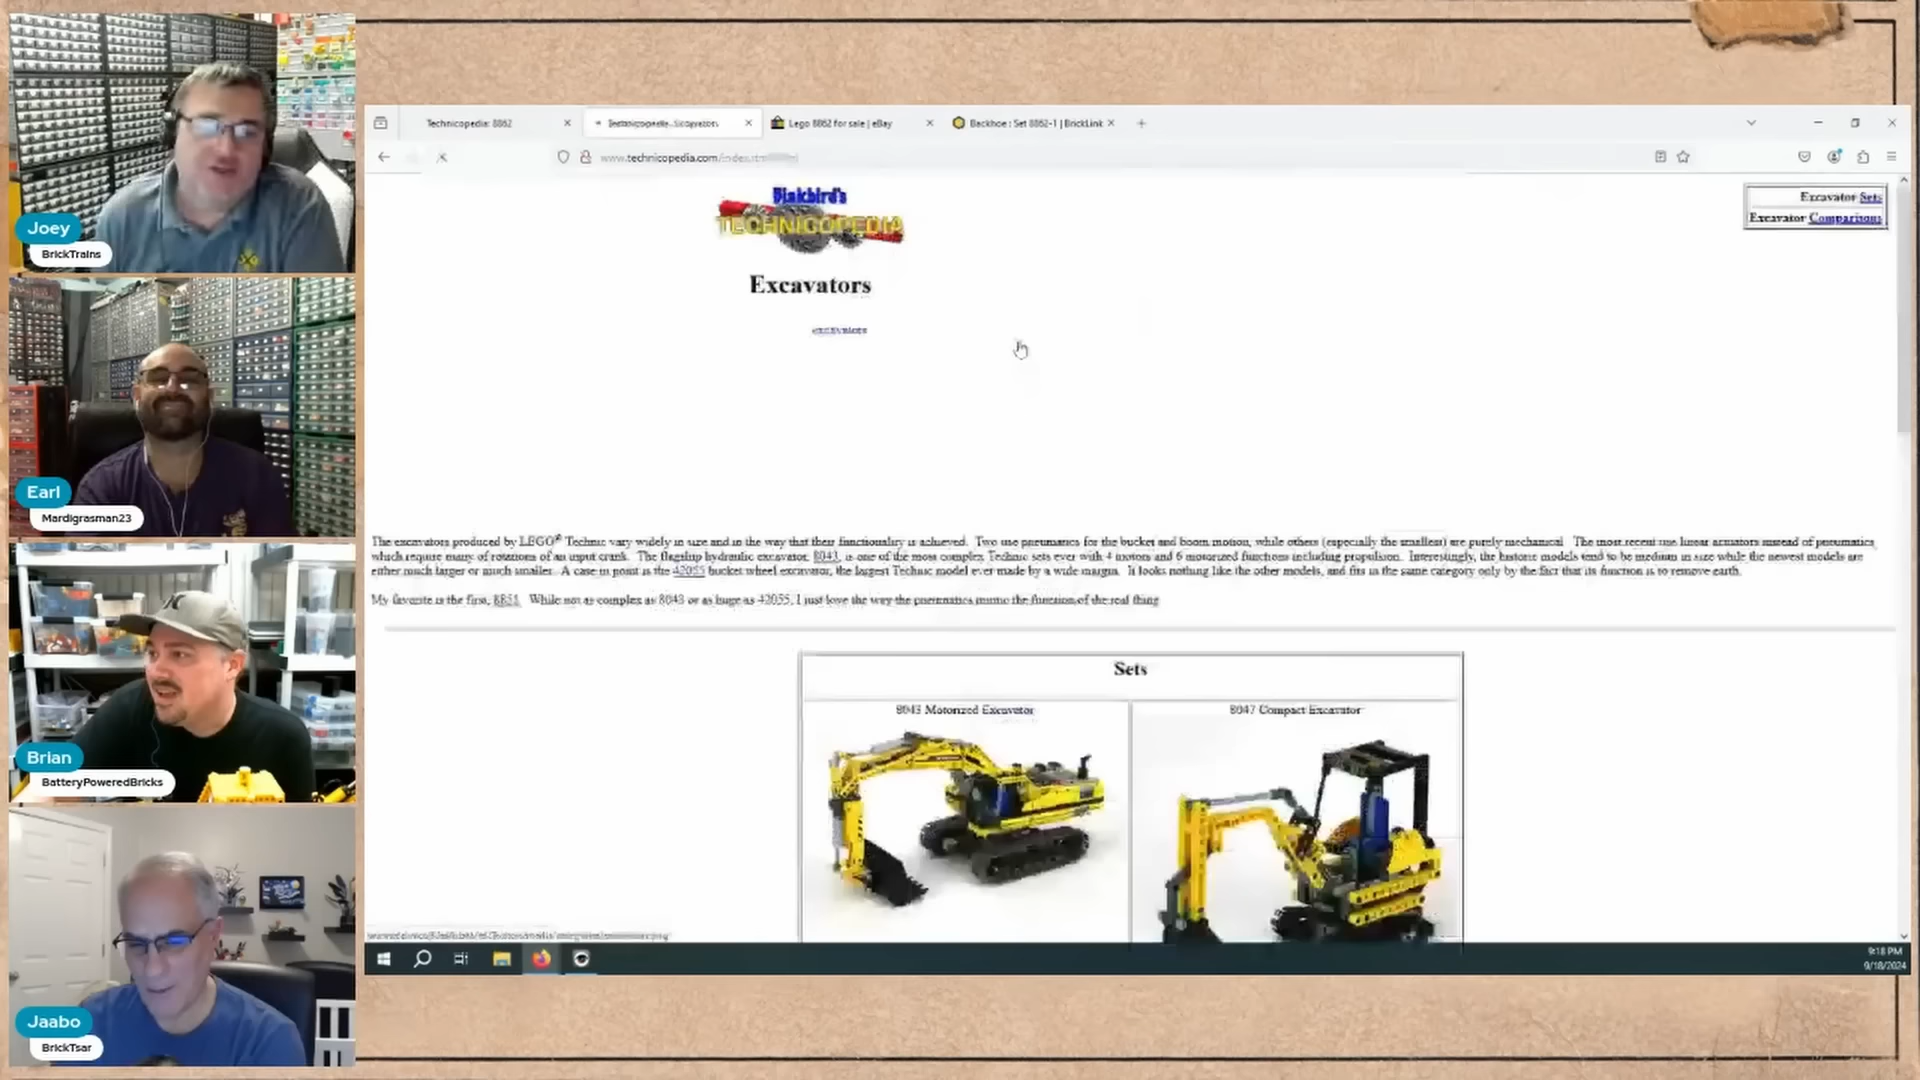 Joey
BrickTrains
Earl
Mardigrasman23
Brian
BatteryPoweredBricks
Jaabo
BrickTsar
Technicopedia: 8862
Lego 8862 for sale | eBay
Backhoe : Set 8862-1 | BrickLink
www.technicopedia.com/index.
Blakbird's
TECHNICOPEDIA
Excavator Sets
Excavator Comparisons
Excavators
excavators
The excavators produced by LEGO® Technic vary widely in size and in the way that their functionality is achieved. Two use pneumatics for the bucket and boom motion, while others (especially the smallest) are purely mechanical. The most recent use linear actuators instead of pneumatics
which require many of rotations of an input crank. The flagship hydraulic excavator, 8043, is one of the most complex Technic sets ever with 4 motors and 6 motorized functions including propulsion. Interestingly, the historic models tend to be medium in size while the newest models are
either much larger or much smaller. A case in point is the 42055 bucket wheel excavator, the largest Technic model ever made by a wide margin. It looks nothing like the other models, and fits in the same category only by the fact that its function is to remove earth.
My favorite is the first, 8851. While not as complex as 8043 or as huge as 42055, I just love the way the pneumatics mimic the function of the real thing.
Sets
8043 Motorized Excavator
8047 Compact Excavator
9:18 PM
9/18/2024